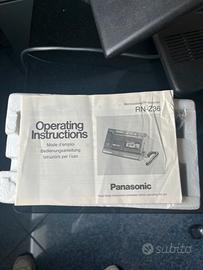 RN-Z36
Operating
Instructions
Mode d'emploi
Bedienungsanleitung
Istruzioni per l'uso
Panasonic
subito